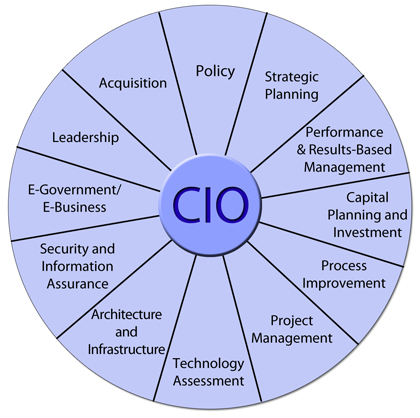 Policy
Strategic
Planning
Performance
& Results-Based
Management
Capital
Planning and
Investment
Process
Improvement
Project
Management
Technology
Assessment
Architecture
and
Infrastructure
Security and
Information
Assurance
E-Government/
E-Business
Leadership
Acquisition
CIO